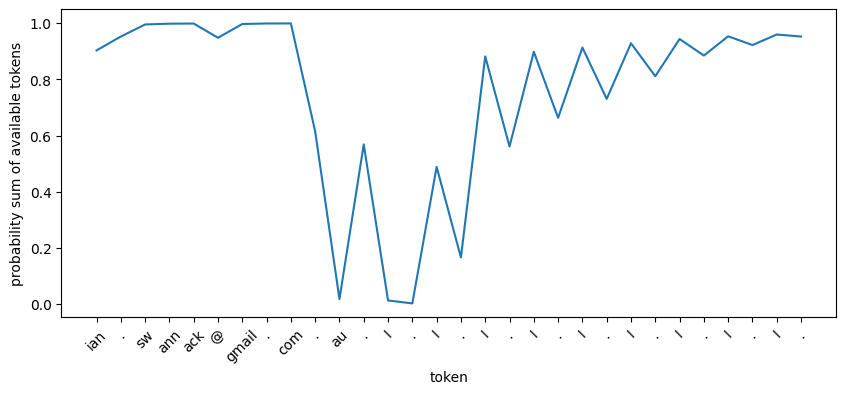 probability sum of available tokens
1.0
0.8
0.6
0.4
0.2
0.0
ian . sw ann ack @ gmail . com . au . l . l . l . l . l . l . l . l . l .
token